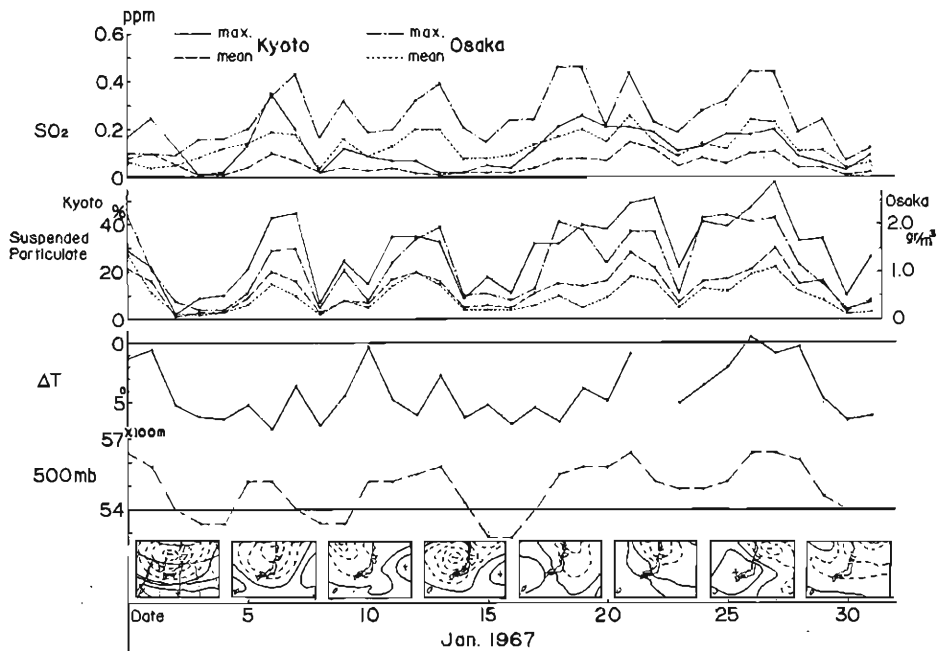 ppm
0.6
max. Kyoto max. Osaka
mean mean
0.4
SO₂ 0.2
0
Kyoto % Osaka
40 2.0
Suspended Particulate gr/m³
20 1.0
0 0
0
ΔT
5°
57 ×100m
500mb
54
Date 5 10 15 20 25 30
Jan. 1967